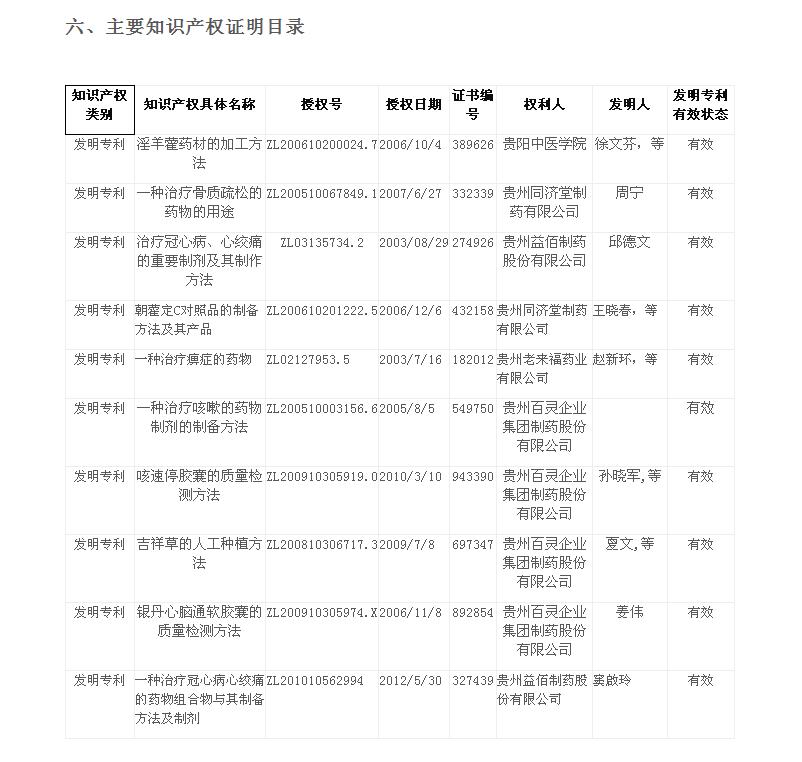 六、主要知识产权证明目录
知识产权类别 知识产权具体名称 授权号 授权日期 证书编号 权利人 发明人 发明专利有效状态
发明专利 淫羊藿药材的加工方法 ZL200610200024.7 2006/10/4 389626 贵阳中医学院 徐文芬，等 有效
发明专利 一种治疗骨质疏松的药物的用途 ZL200510067849.1 2007/6/27 332339 贵州同济堂制药有限公司 周宁 有效
发明专利 治疗冠心病、心绞痛的重要制剂及其制作方法 ZL03135734.2 2003/08/29 274926 贵州益佰制药股份有限公司 邱德文 有效
发明专利 朝藿定C对照品的制备方法及其产品 ZL200610201222.5 2006/12/6 432158 贵州同济堂制药有限公司 王晓春，等 有效
发明专利 一种治疗痹症的药物 ZL02127953.5 2003/7/16 182012 贵州老来福药业有限公司 赵新环，等 有效
发明专利 一种治疗咳嗽的药物制剂的制备方法 ZL200510003156.6 2005/8/5 549750 贵州百灵企业集团制药股份有限公司 有效
发明专利 咳速停胶囊的质量检测方法 ZL200910305919.0 2010/3/10 943390 贵州百灵企业集团制药股份有限公司 孙晓军,等 有效
发明专利 吉祥草的人工种植方法 ZL200810306717.3 2009/7/8 697347 贵州百灵企业集团制药股份有限公司 夏文,等 有效
发明专利 银丹心脑通软胶囊的质量检测方法 ZL200910305974.X 2006/11/8 892854 贵州百灵企业集团制药股份有限公司 姜伟 有效
发明专利 一种治疗冠心病心绞痛的药物组合物与其制备方法及制剂 ZL201010562994 2012/5/30 327439 贵州益佰制药股份有限公司 窦啟玲 有效